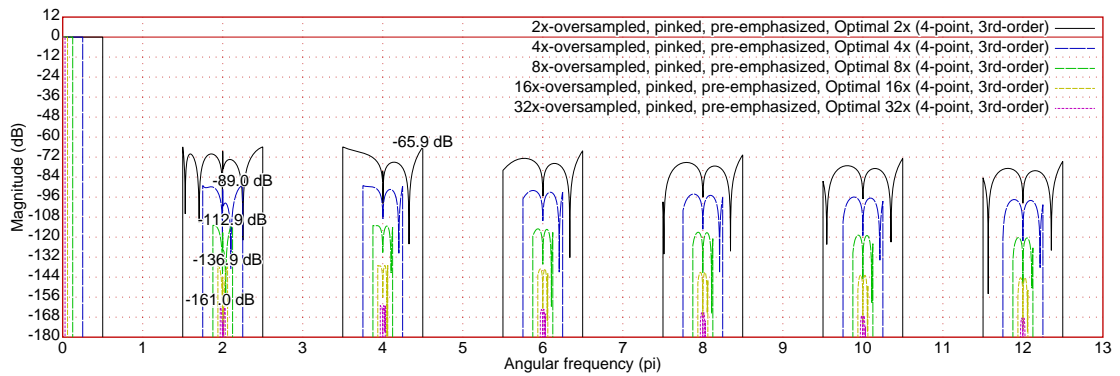 12
0
-12
-24
-36
-48
-60
-72
-84
-96
-108
-120
-132
-144
-156
-168
-180
Magnitude (dB)
2x-oversampled, pinked, pre-emphasized, Optimal 2x (4-point, 3rd-order)
4x-oversampled, pinked, pre-emphasized, Optimal 4x (4-point, 3rd-order)
8x-oversampled, pinked, pre-emphasized, Optimal 8x (4-point, 3rd-order)
16x-oversampled, pinked, pre-emphasized, Optimal 16x (4-point, 3rd-order)
32x-oversampled, pinked, pre-emphasized, Optimal 32x (4-point, 3rd-order)
-65.9 dB
-89.0 dB
-112.9 dB
-136.9 dB
-161.0 dB
0 1 2 3 4 5 6 7 8 9 10 11 12 13
Angular frequency (pi)